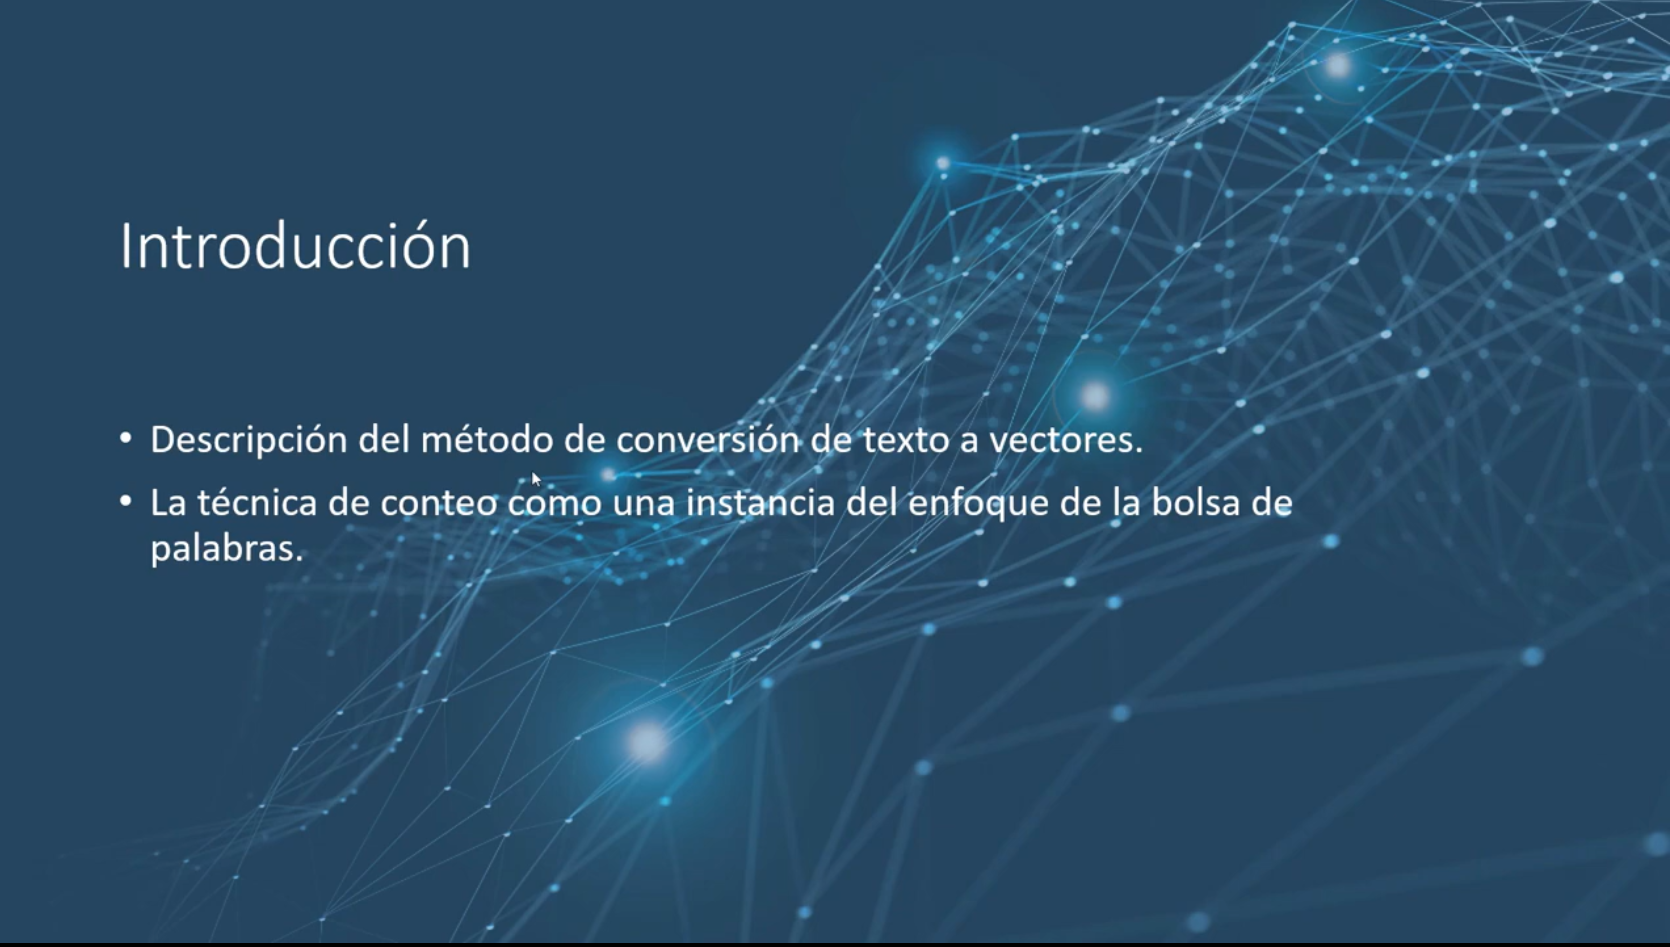 Introducción
• Descripción del método de conversión de texto a vectores.
• La técnica de conteo como una instancia del enfoque de la bolsa de
palabras.